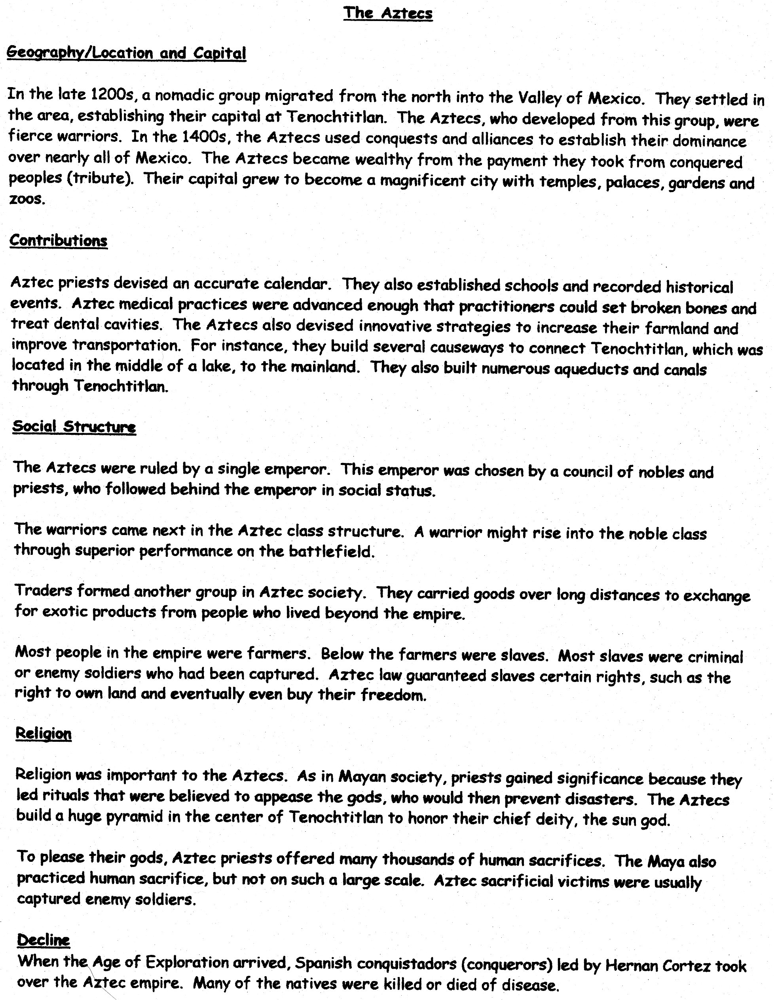 The Aztecs
Geography/Location and Capital
In the late 1200s, a nomadic group migrated from the north into the Valley of Mexico. They settled in
the area, establishing their capital at Tenochtitlan. The Aztecs, who developed from this group, were
fierce warriors. In the 1400s, the Aztecs used conquests and alliances to establish their dominance
over nearly all of Mexico. The Aztecs became wealthy from the payment they took from conquered
peoples (tribute). Their capital grew to become a magnificent city with temples, palaces, gardens and
zoos.
Contributions
Aztec priests devised an accurate calendar. They also established schools and recorded historical
events. Aztec medical practices were advanced enough that practitioners could set broken bones and
treat dental cavities. The Aztecs also devised innovative strategies to increase their farmland and
improve transportation. For instance, they build several causeways to connect Tenochtitlan, which was
located in the middle of a lake, to the mainland. They also built numerous aqueducts and canals
through Tenochtitlan.
Social Structure
The Aztecs were ruled by a single emperor. This emperor was chosen by a council of nobles and
priests, who followed behind the emperor in social status.
The warriors came next in the Aztec class structure. A warrior might rise into the noble class
through superior performance on the battlefield.
Traders formed another group in Aztec society. They carried goods over long distances to exchange
for exotic products from people who lived beyond the empire.
Most people in the empire were farmers. Below the farmers were slaves. Most slaves were criminal
or enemy soldiers who had been captured. Aztec law guaranteed slaves certain rights, such as the
right to own land and eventually even buy their freedom.
Religion
Religion was important to the Aztecs. As in Mayan society, priests gained significance because they
led rituals that were believed to appease the gods, who would then prevent disasters. The Aztecs
build a huge pyramid in the center of Tenochtitlan to honor their chief deity, the sun god.
To please their gods, Aztec priests offered many thousands of human sacrifices. The Maya also
practiced human sacrifice, but not on such a large scale. Aztec sacrificial victims were usually
captured enemy soldiers.
Decline
When the Age of Exploration arrived, Spanish conquistadors (conquerors) led by Hernan Cortez took
over the Aztec empire. Many of the natives were killed or died of disease.